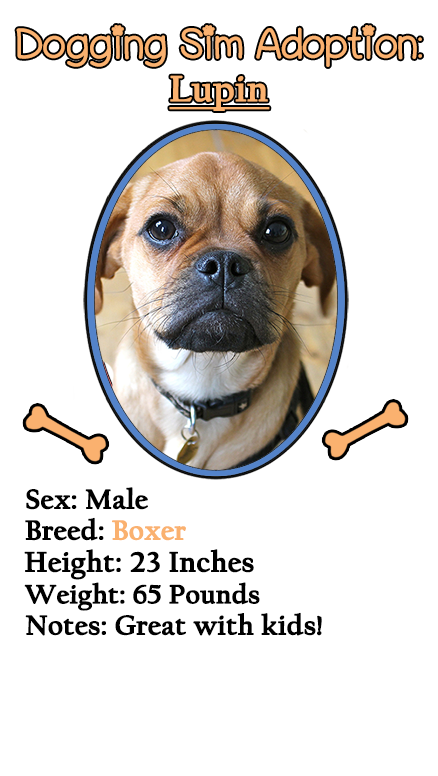 Dogging Sim Adoption:
Lupin
Sex: Male
Breed: Boxer
Height: 23 Inches
Weight: 65 Pounds
Notes: Great with kids!